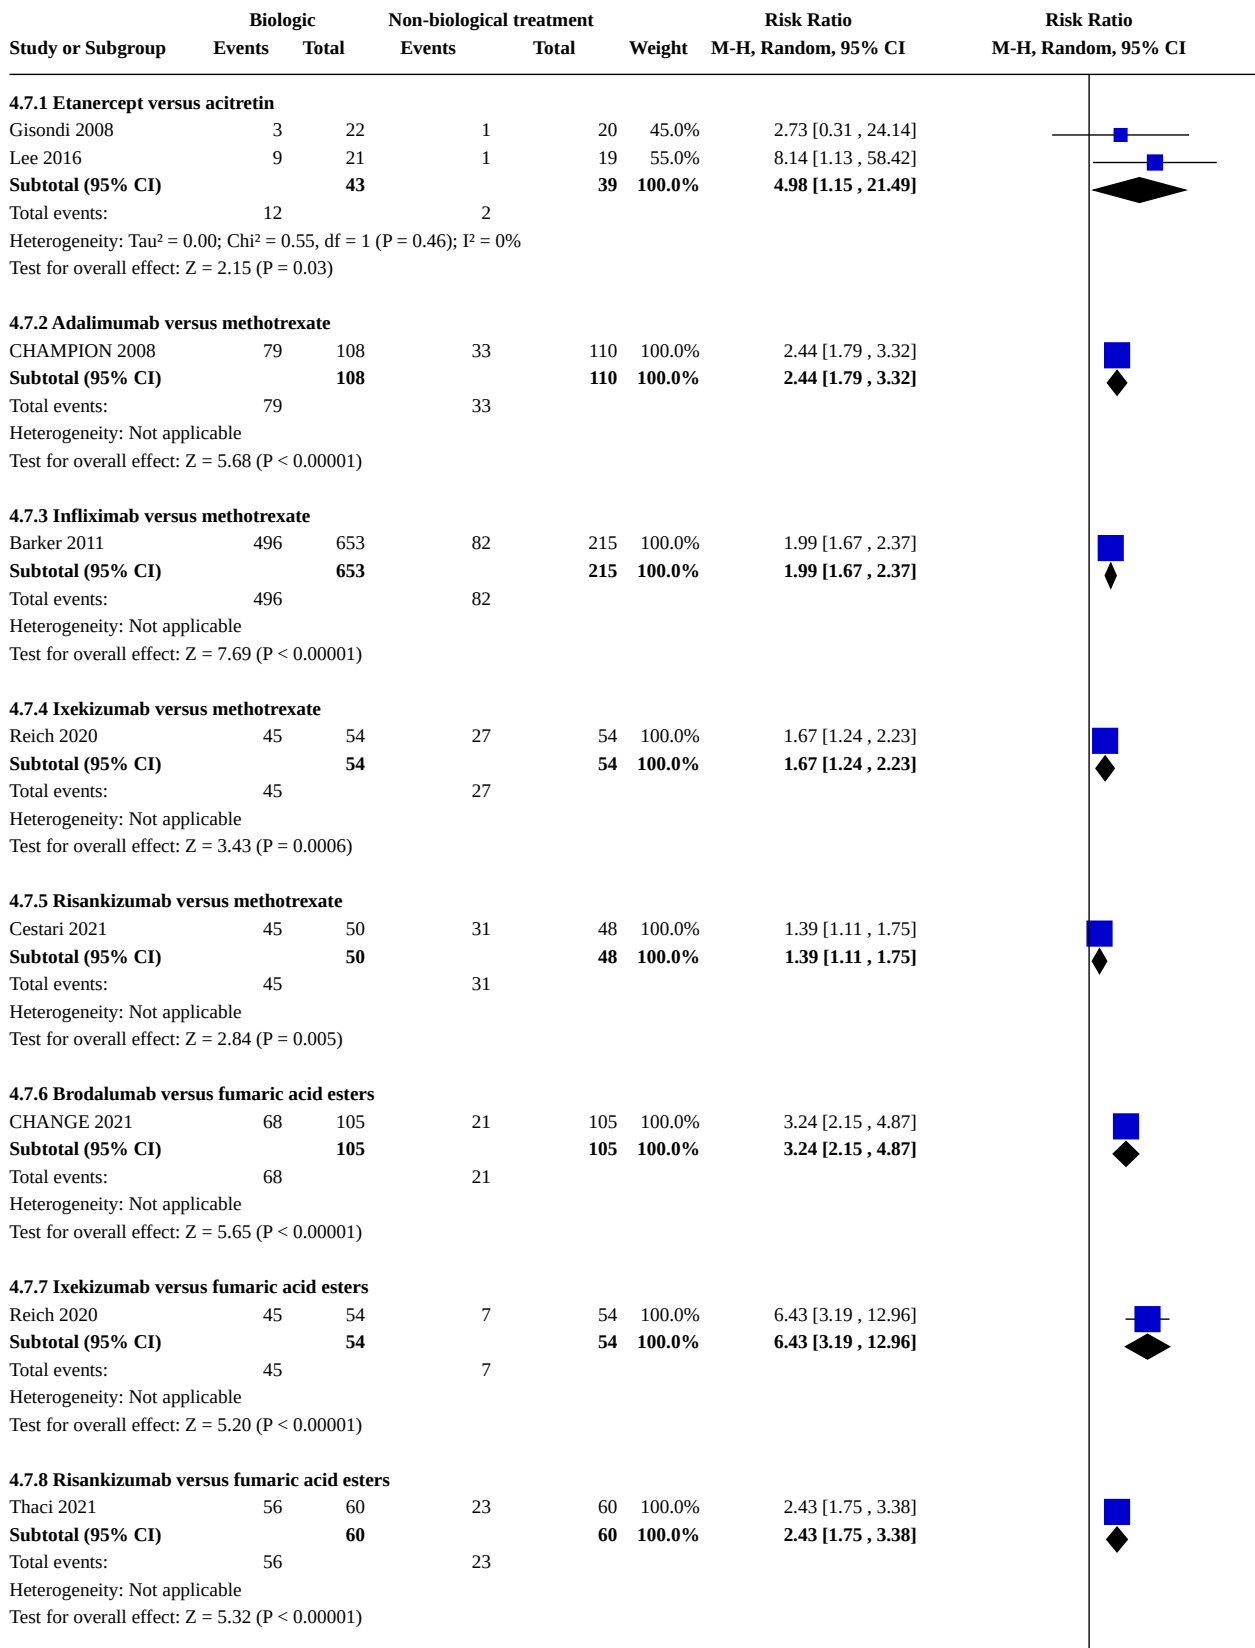 Biologic Non-biological treatment Risk Ratio Risk Ratio
Study or Subgroup Events Total Events Total Weight M-H, Random, 95% CI M-H, Random, 95% CI
4.7.1 Etanercept versus acitretin
Gisondi 2008 3 22 1 20 45.0% 2.73 [0.31 , 24.14]
Lee 2016 9 21 1 19 55.0% 8.14 [1.13 , 58.42]
Subtotal (95% CI) 43 39 100.0% 4.98 [1.15 , 21.49]
Total events: 12 2
Heterogeneity: Tau² = 0.00; Chi² = 0.55, df = 1 (P = 0.46); I² = 0%
Test for overall effect: Z = 2.15 (P = 0.03)
4.7.2 Adalimumab versus methotrexate
CHAMPION 2008 79 108 33 110 100.0% 2.44 [1.79 , 3.32]
Subtotal (95% CI) 108 110 100.0% 2.44 [1.79 , 3.32]
Total events: 79 33
Heterogeneity: Not applicable
Test for overall effect: Z = 5.68 (P < 0.00001)
4.7.3 Infliximab versus methotrexate
Barker 2011 496 653 82 215 100.0% 1.99 [1.67 , 2.37]
Subtotal (95% CI) 653 215 100.0% 1.99 [1.67 , 2.37]
Total events: 496 82
Heterogeneity: Not applicable
Test for overall effect: Z = 7.69 (P < 0.00001)
4.7.4 Ixekizumab versus methotrexate
Reich 2020 45 54 27 54 100.0% 1.67 [1.24 , 2.23]
Subtotal (95% CI) 54 54 100.0% 1.67 [1.24 , 2.23]
Total events: 45 27
Heterogeneity: Not applicable
Test for overall effect: Z = 3.43 (P = 0.0006)
4.7.5 Risankizumab versus methotrexate
Cestari 2021 45 50 31 48 100.0% 1.39 [1.11 , 1.75]
Subtotal (95% CI) 50 48 100.0% 1.39 [1.11 , 1.75]
Total events: 45 31
Heterogeneity: Not applicable
Test for overall effect: Z = 2.84 (P = 0.005)
4.7.6 Brodalumab versus fumaric acid esters
CHANGE 2021 68 105 21 105 100.0% 3.24 [2.15 , 4.87]
Subtotal (95% CI) 105 105 100.0% 3.24 [2.15 , 4.87]
Total events: 68 21
Heterogeneity: Not applicable
Test for overall effect: Z = 5.65 (P < 0.00001)
4.7.7 Ixekizumab versus fumaric acid esters
Reich 2020 45 54 7 54 100.0% 6.43 [3.19 , 12.96]
Subtotal (95% CI) 54 54 100.0% 6.43 [3.19 , 12.96]
Total events: 45 7
Heterogeneity: Not applicable
Test for overall effect: Z = 5.20 (P < 0.00001)
4.7.8 Risankizumab versus fumaric acid esters
Thaci 2021 56 60 23 60 100.0% 2.43 [1.75 , 3.38]
Subtotal (95% CI) 60 60 100.0% 2.43 [1.75 , 3.38]
Total events: 56 23
Heterogeneity: Not applicable
Test for overall effect: Z = 5.32 (P < 0.00001)